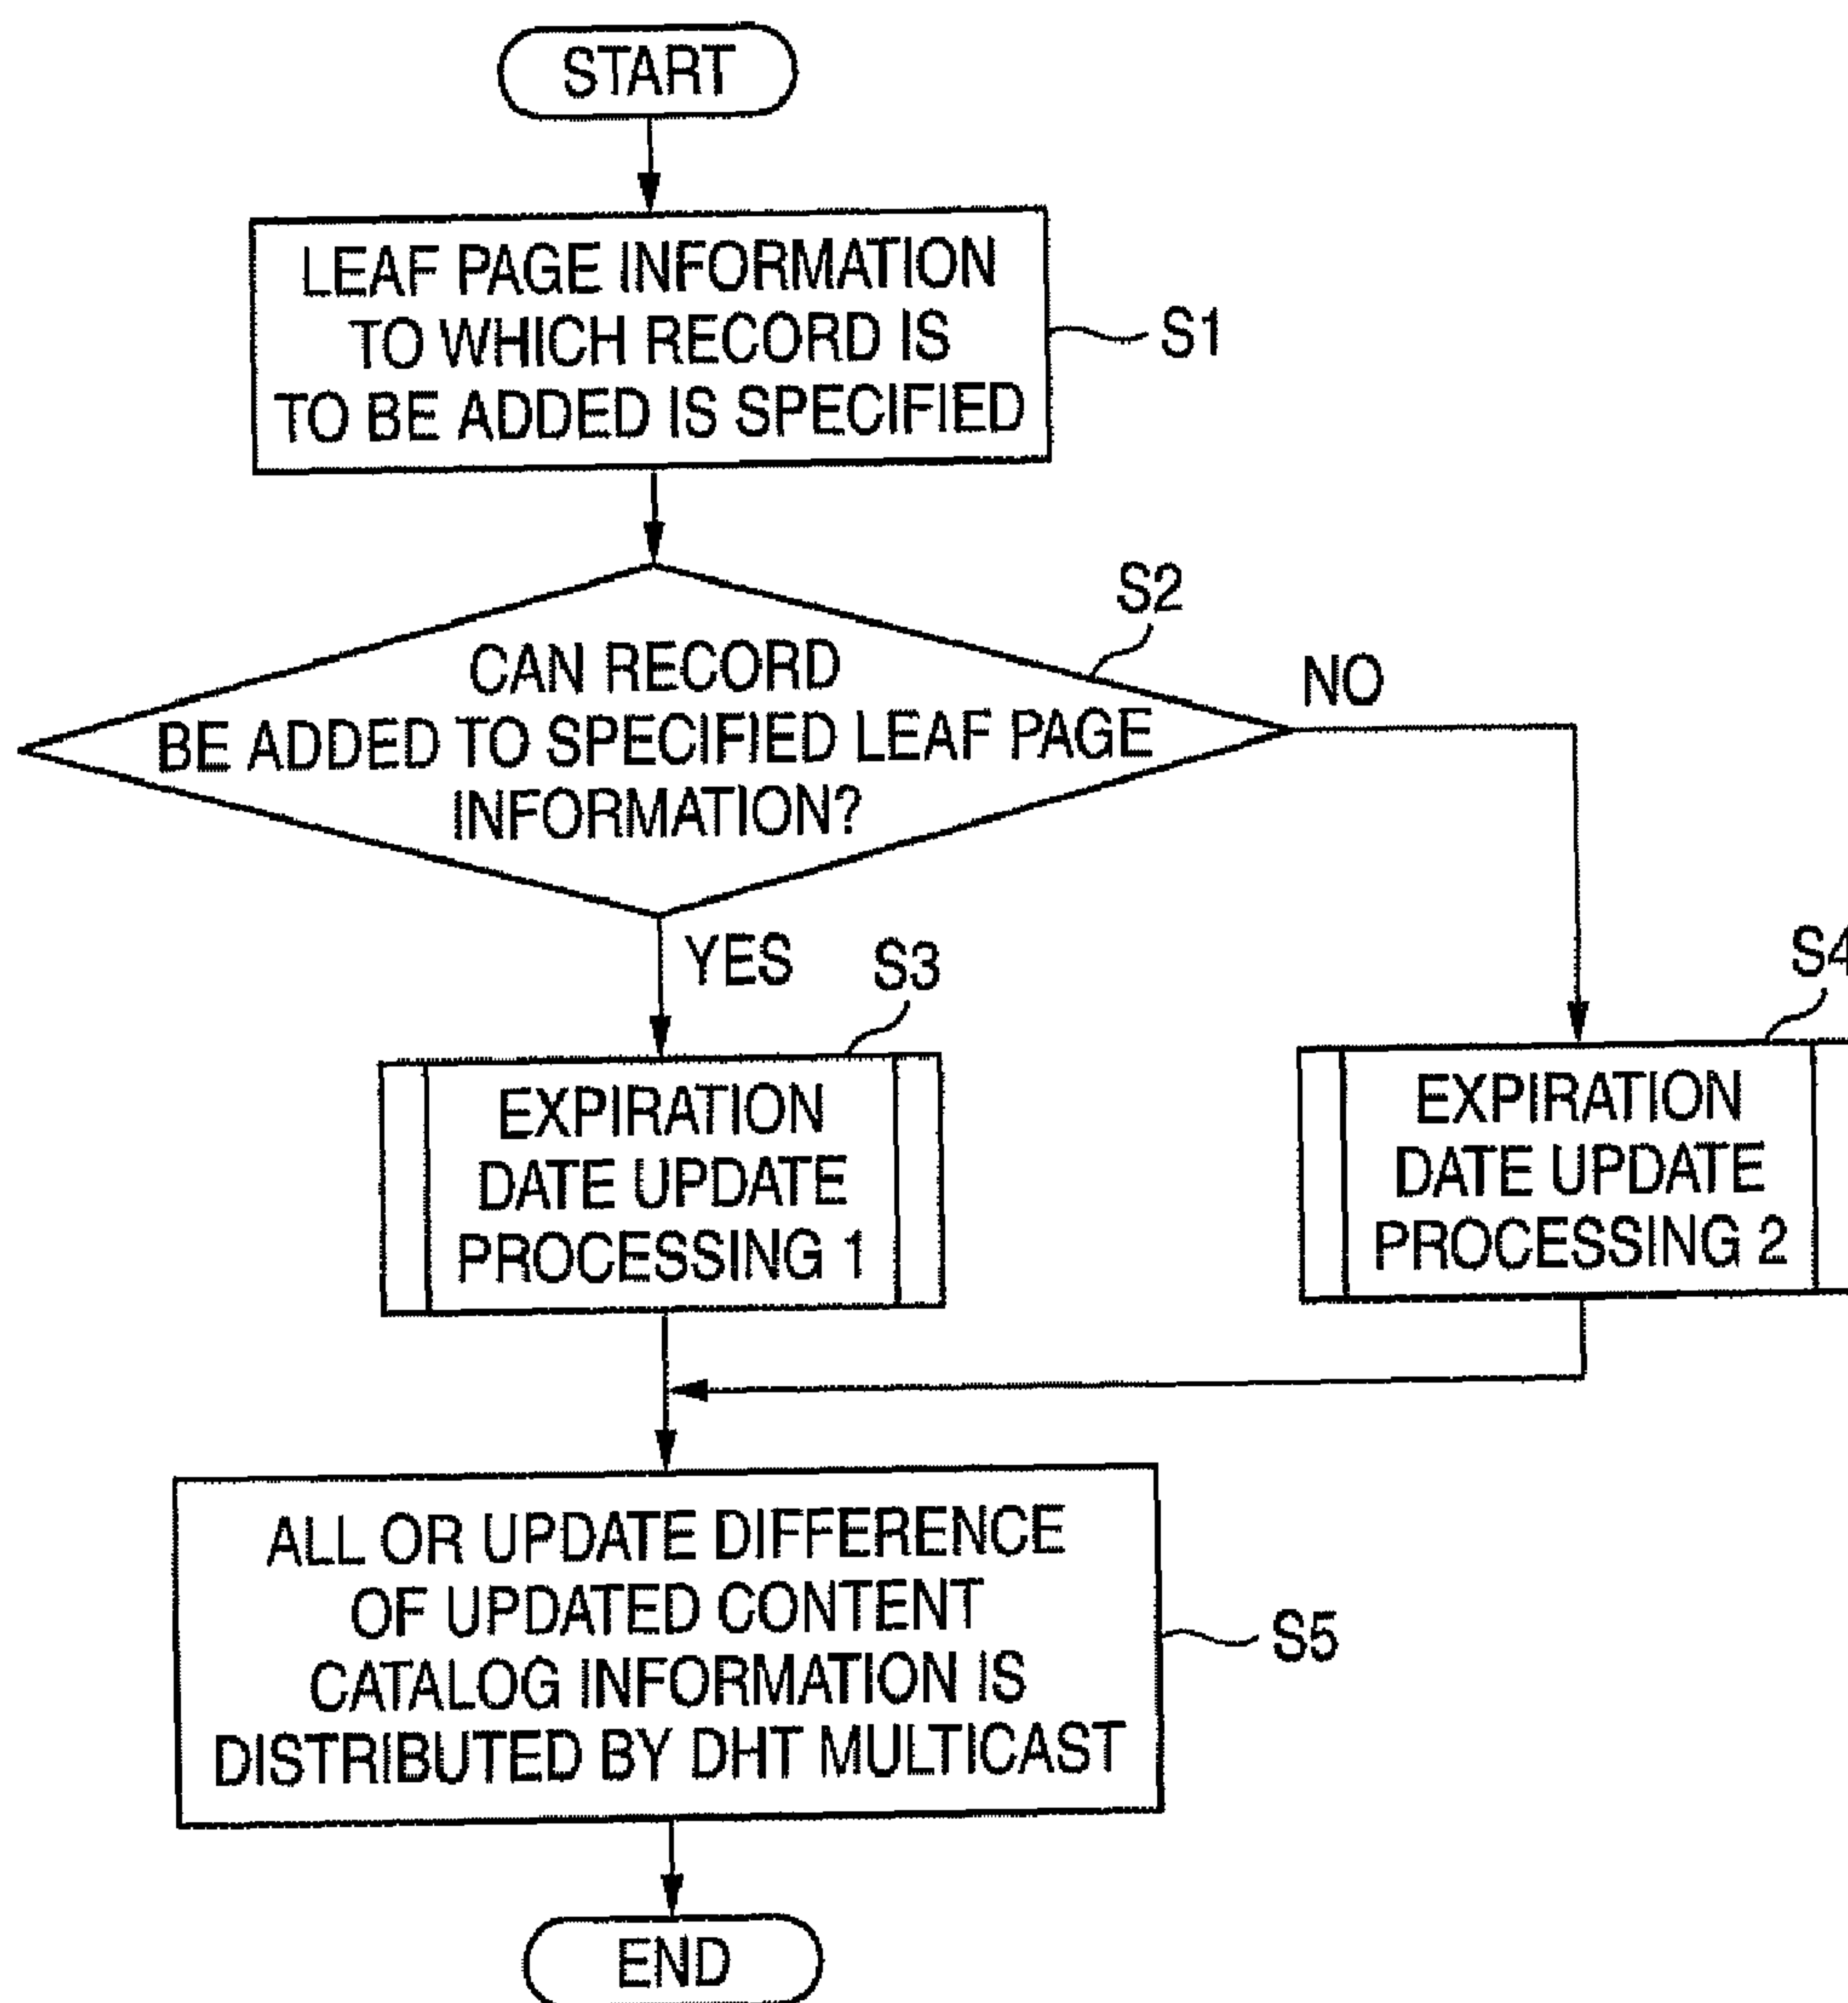 START
LEAF PAGE INFORMATION
TO WHICH RECORD IS
TO BE ADDED IS SPECIFIED
S1
S2
CAN RECORD
BE ADDED TO SPECIFIED LEAF PAGE
INFORMATION?
NO
YES
S3
S4
EXPIRATION
DATE UPDATE
PROCESSING 1
EXPIRATION
DATE UPDATE
PROCESSING 2
ALL OR UPDATE DIFFERENCE
OF UPDATED CONTENT
CATALOG INFORMATION IS
DISTRIBUTED BY DHT MULTICAST
S5
END